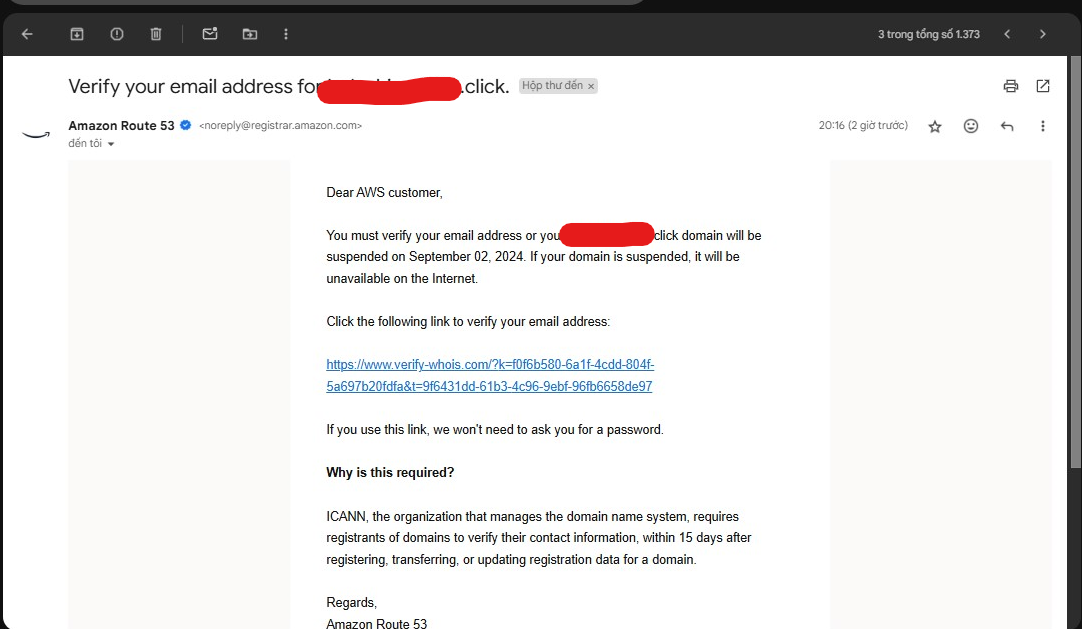 3 trong tổng số 1.373
Verify your email address for .click. Hộp thư đến ×
Amazon Route 53 <noreply@registrar.amazon.com> 20:16 (2 giờ trước)
đến tôi
Dear AWS customer,
You must verify your email address or you click domain will be
suspended on September 02, 2024. If your domain is suspended, it will be
unavailable on the Internet.
Click the following link to verify your email address:
https://www.verify-whois.com/?k=f0f6b580-6a1f-4cdd-804f-
5a697b20fdfa&t=9f6431dd-61b3-4c96-9ebf-96fb6658de97
If you use this link, we won't need to ask you for a password.
Why is this required?
ICANN, the organization that manages the domain name system, requires
registrants of domains to verify their contact information, within 15 days after
registering, transferring, or updating registration data for a domain.
Regards,
Amazon Route 53